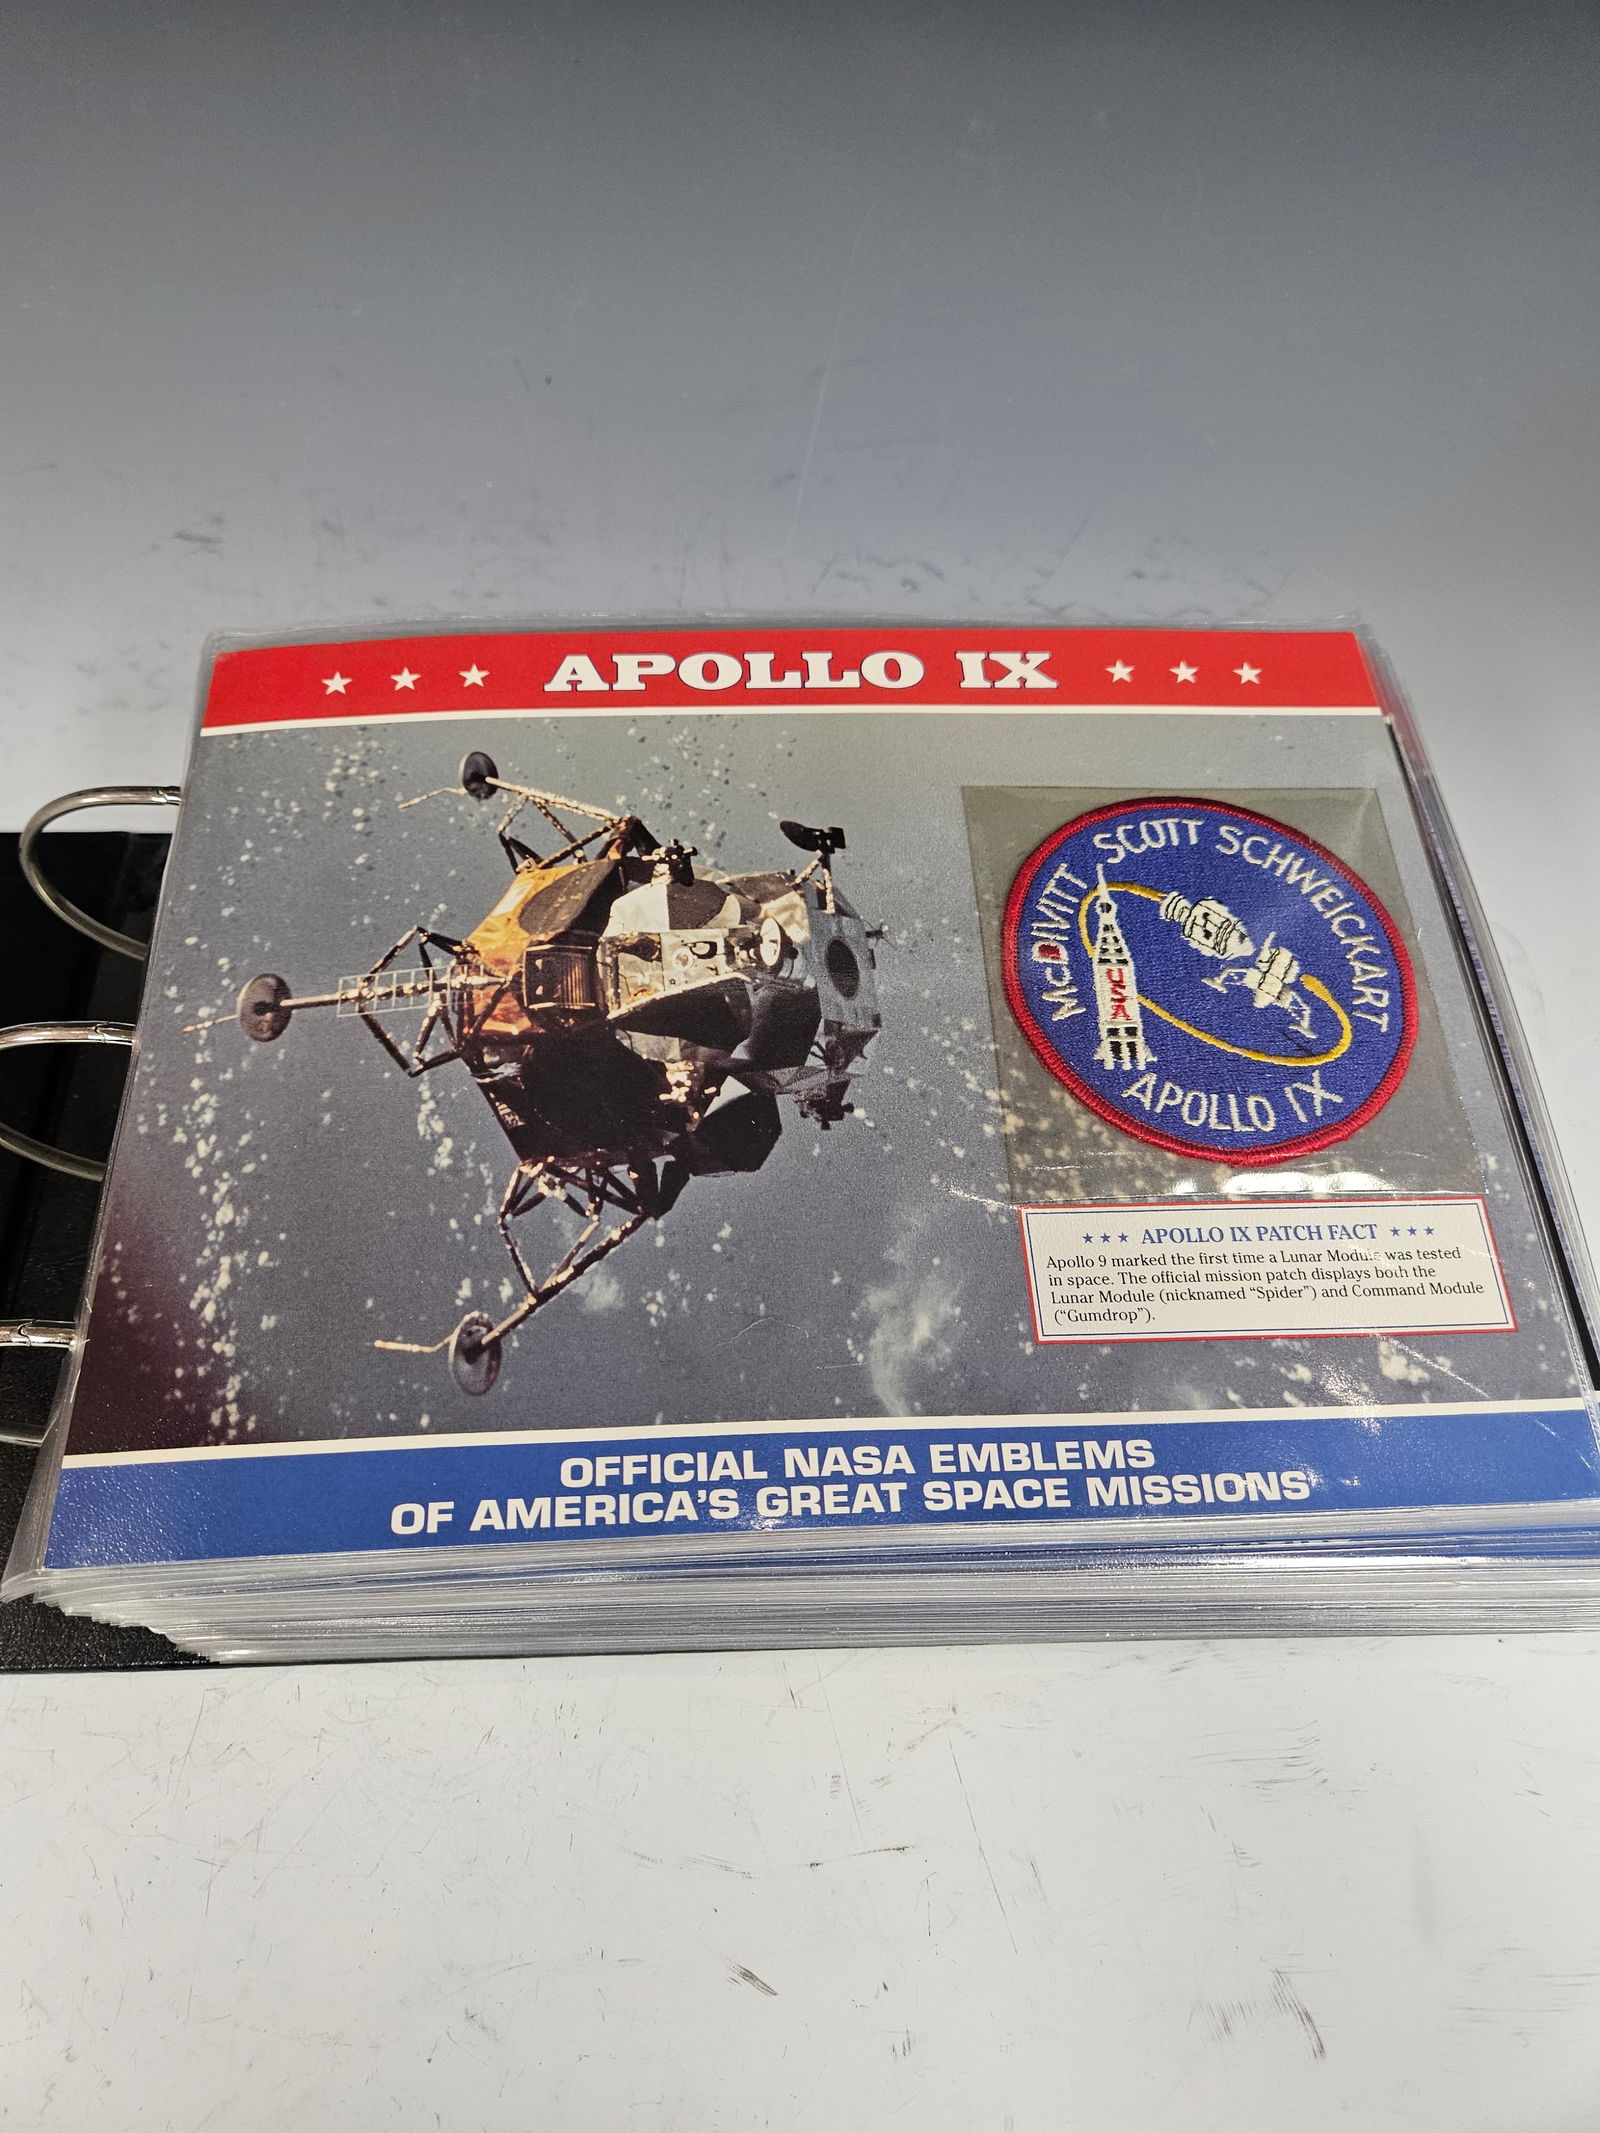 ★ ★ ★ APOLLO IX ★ ★ ★
McDIVITT SCOTT SCHWEICKART
USA
APOLLO IX
★ ★ ★ APOLLO IX PATCH FACT ★ ★ ★
Apollo 9 marked the first time a Lunar Module was tested
in space. The official mission patch displays both the
Lunar Module (nicknamed “Spider”) and Command Module
(“Gumdrop”).
OFFICIAL NASA EMBLEMS
OF AMERICA'S GREAT SPACE MISSIONS